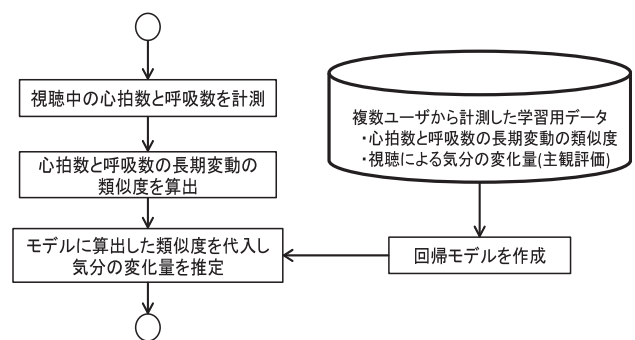 視聴中の心拍数と呼吸数を計測
心拍数と呼吸数の長期変動の
類似度を算出
モデルに算出した類似度を代入し
気分の変化量を推定
複数ユーザから計測した学習用データ
・心拍数と呼吸数の長期変動の類似度
・視聴による気分の変化量(主観評価)
回帰モデルを作成